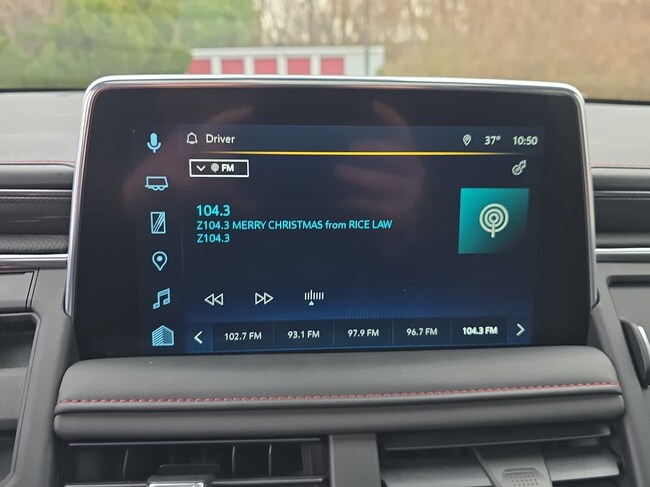 Driver
37° 10:50
FM
104.3
Z104.3 MERRY CHRISTMAS from RICE LAW
Z104.3
102.7 FM 93.1 FM 97.9 FM 96.7 FM 104.3 FM